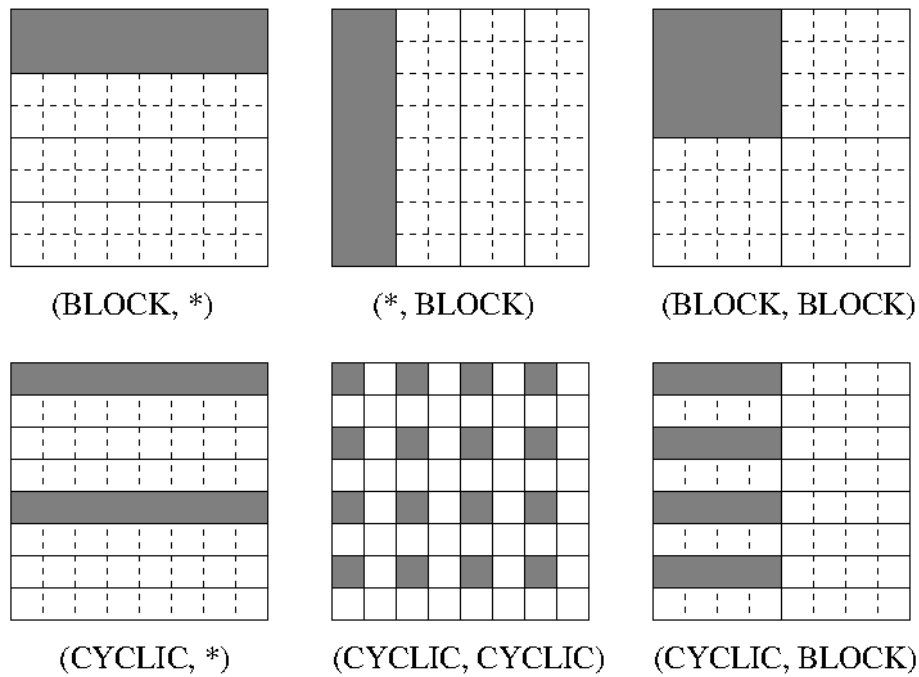 (BLOCK, *)
(*, BLOCK)
(BLOCK, BLOCK)
(CYCLIC, *)
(CYCLIC, CYCLIC)
(CYCLIC, BLOCK)